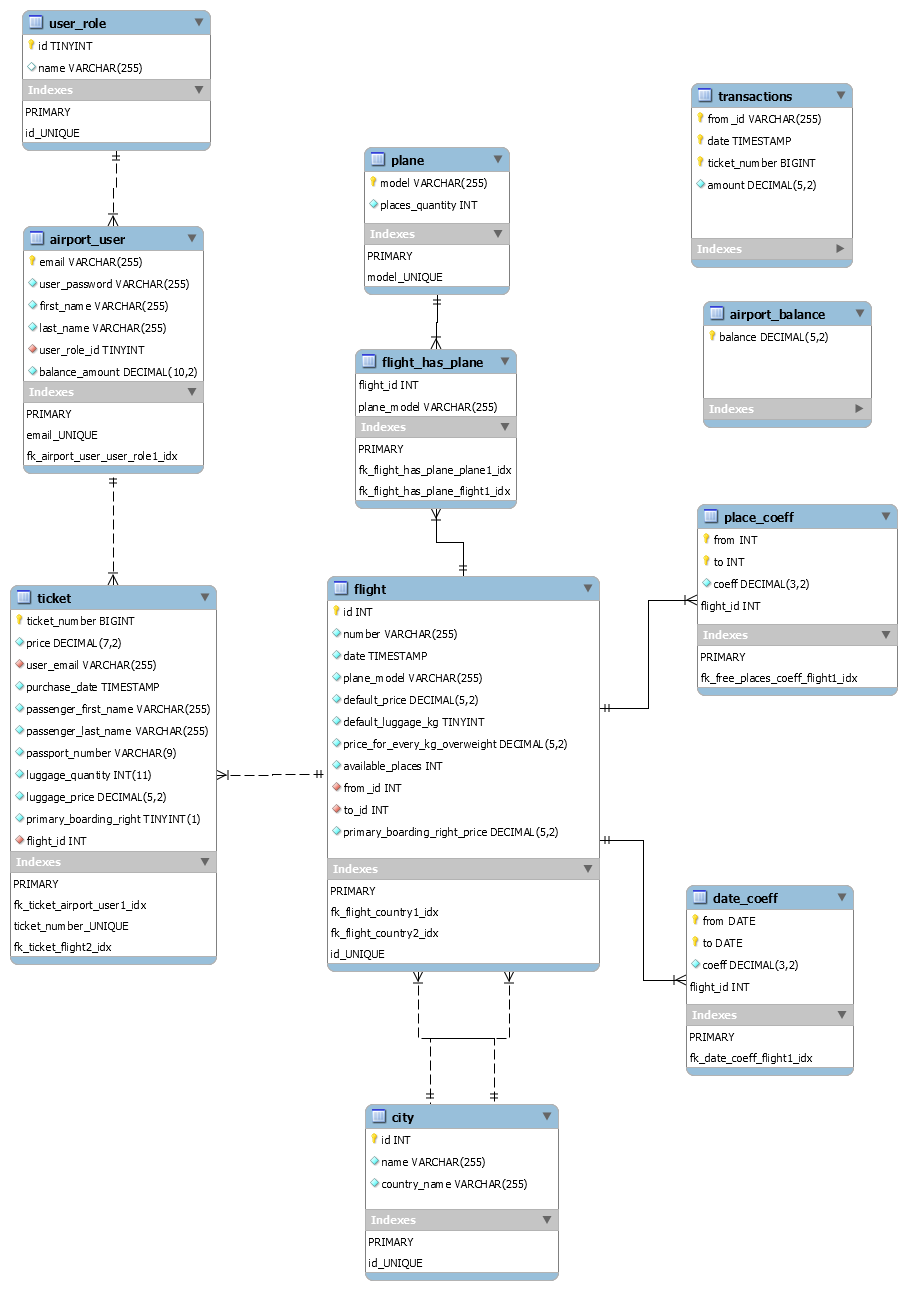 user_role
id TINYINT
name VARCHAR(255)
Indexes
PRIMARY
id_UNIQUE
airport_user
email VARCHAR(255)
user_password VARCHAR(255)
first_name VARCHAR(255)
last_name VARCHAR(255)
user_role_id TINYINT
balance_amount DECIMAL(10,2)
Indexes
PRIMARY
email_UNIQUE
fk_airport_user_user_role1_idx
ticket
ticket_number BIGINT
price DECIMAL(7,2)
user_email VARCHAR(255)
purchase_date TIMESTAMP
passenger_first_name VARCHAR(255)
passenger_last_name VARCHAR(255)
passport_number VARCHAR(9)
luggage_quantity INT(11)
luggage_price DECIMAL(5,2)
primary_boarding_right TINYINT(1)
flight_id INT
Indexes
PRIMARY
fk_ticket_airport_user1_idx
ticket_number_UNIQUE
fk_ticket_flight2_idx
plane
model VARCHAR(255)
places_quantity INT
Indexes
PRIMARY
model_UNIQUE
flight_has_plane
flight_id INT
plane_model VARCHAR(255)
Indexes
PRIMARY
fk_flight_has_plane_plane1_idx
fk_flight_has_plane_flight1_idx
flight
id INT
number VARCHAR(255)
date TIMESTAMP
plane_model VARCHAR(255)
default_price DECIMAL(5,2)
default_luggage_kg TINYINT
price_for_every_kg_overweight DECIMAL(5,2)
available_places INT
from_id INT
to_id INT
primary_boarding_right_price DECIMAL(5,2)
Indexes
PRIMARY
fk_flight_country1_idx
fk_flight_country2_idx
id_UNIQUE
city
id INT
name VARCHAR(255)
country_name VARCHAR(255)
Indexes
PRIMARY
id_UNIQUE
transactions
from_id VARCHAR(255)
date TIMESTAMP
ticket_number BIGINT
amount DECIMAL(5,2)
Indexes
airport_balance
balance DECIMAL(5,2)
Indexes
place_coeff
from INT
to INT
coeff DECIMAL(3,2)
flight_id INT
Indexes
PRIMARY
fk_free_places_coeff_flight1_idx
date_coeff
from DATE
to DATE
coeff DECIMAL(3,2)
flight_id INT
Indexes
PRIMARY
fk_date_coeff_flight1_idx